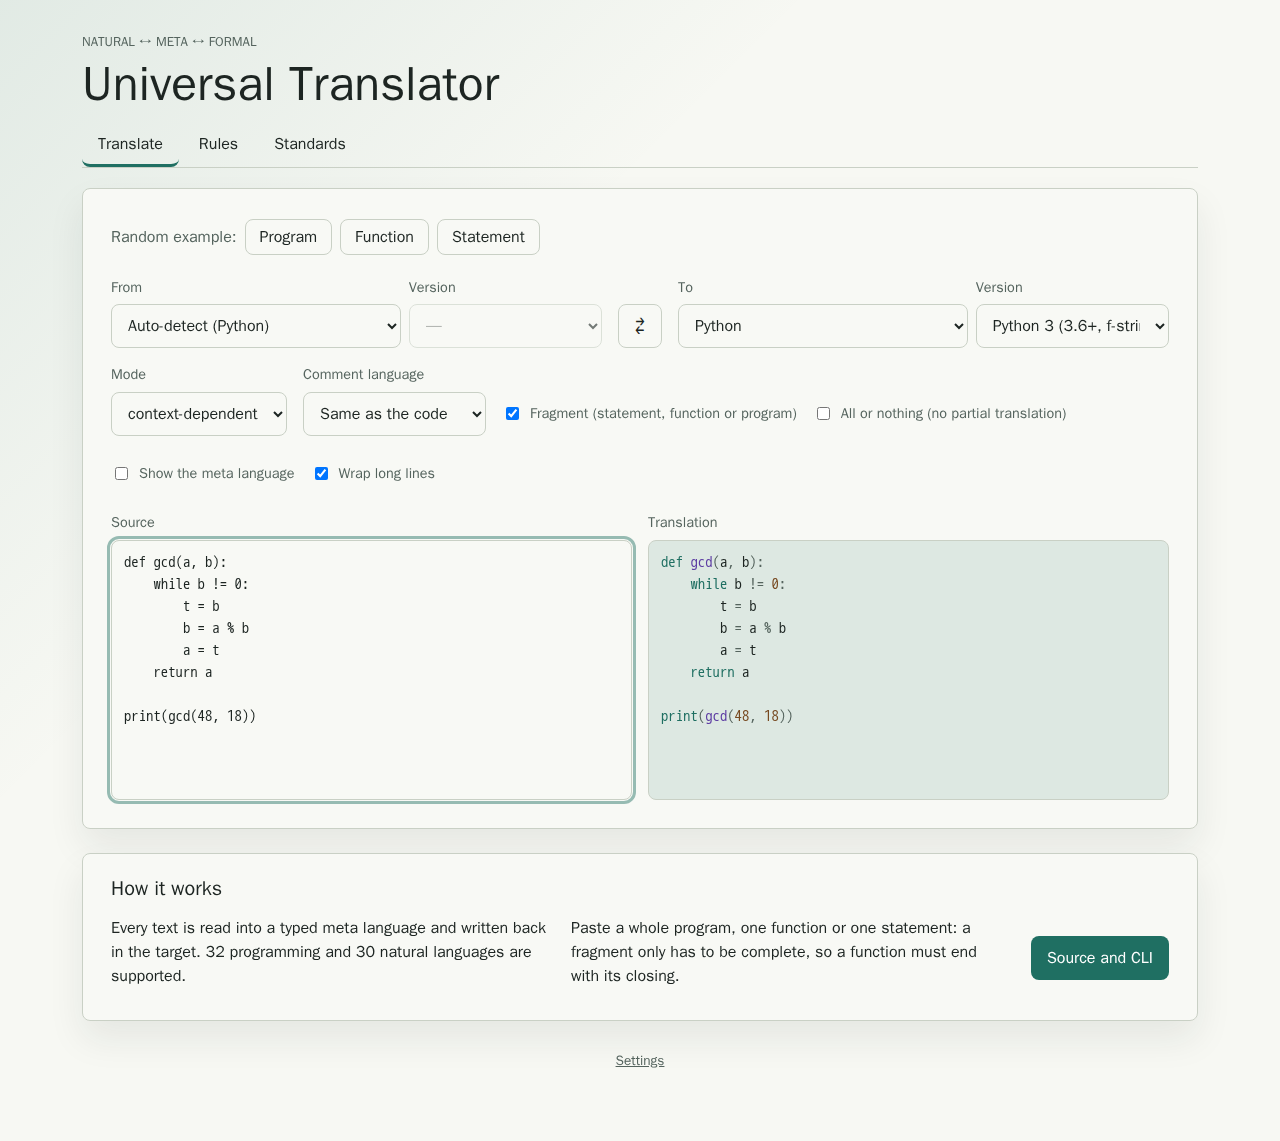 NATURAL ↔ META ↔ FORMAL
Universal Translator
Translate Rules Standards
Random example: Program Function Statement
From Version To Version
Auto-detect (Python) — Python Python 3 (3.6+, f-stri
Mode Comment language
context-dependent Same as the code Fragment (statement, function or program) All or nothing (no partial translation)
Show the meta language Wrap long lines
Source
def gcd(a, b):
    while b != 0:
        t = b
        b = a % b
        a = t
    return a

print(gcd(48, 18))
Translation
def gcd(a, b):
    while b != 0:
        t = b
        b = a % b
        a = t
    return a

print(gcd(48, 18))
How it works
Every text is read into a typed meta language and written back
in the target. 32 programming and 30 natural languages are
supported.
Paste a whole program, one function or one statement: a
fragment only has to be complete, so a function must end
with its closing.
Source and CLI
Settings